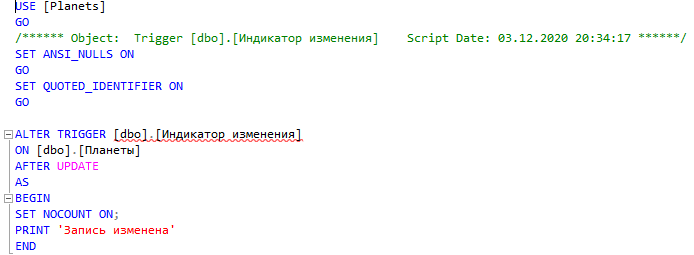 USE [Planets]
GO
/****** Object:  Trigger [dbo].[Индикатор изменения]    Script Date: 03.12.2020 20:34:17 ******/
SET ANSI_NULLS ON
GO
SET QUOTED_IDENTIFIER ON
GO
ALTER TRIGGER [dbo].[Индикатор изменения]
ON [dbo].[Планеты]
AFTER UPDATE
AS
BEGIN
SET NOCOUNT ON;
PRINT 'Запись изменена'
END